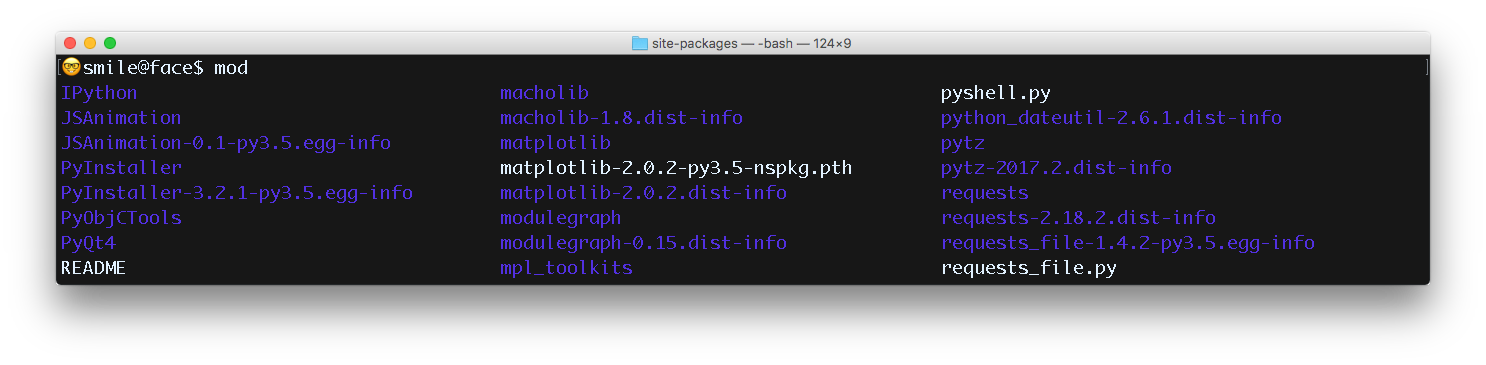 site-packages — -bash — 124×9
[🤓smile@face$ mod ]
IPython macholib pyshell.py
JSAnimation macholib-1.8.dist-info python_dateutil-2.6.1.dist-info
JSAnimation-0.1-py3.5.egg-info matplotlib pytz
PyInstaller matplotlib-2.0.2-py3.5-nspkg.pth pytz-2017.2.dist-info
PyInstaller-3.2.1-py3.5.egg-info matplotlib-2.0.2.dist-info requests
PyObjCTools modulegraph requests-2.18.2.dist-info
PyQt4 modulegraph-0.15.dist-info requests_file-1.4.2-py3.5.egg-info
README mpl_toolkits requests_file.py